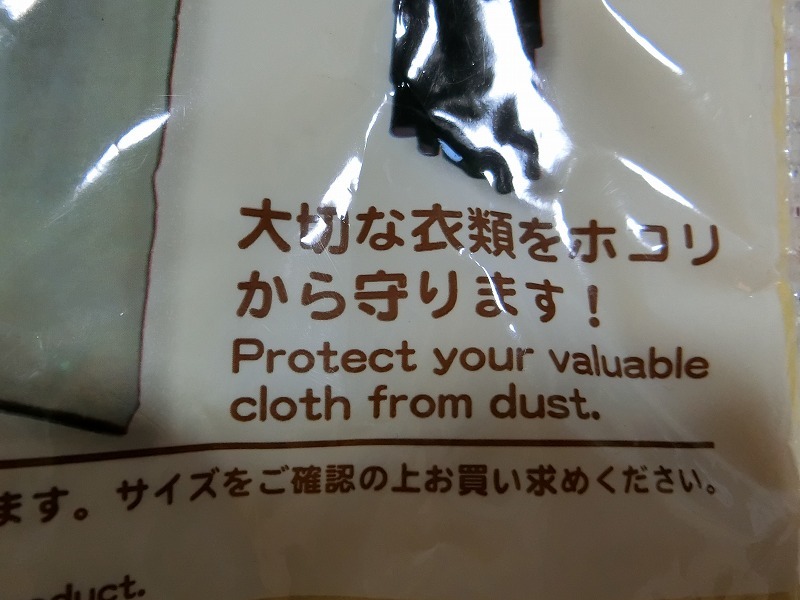 大切な衣類をホコリ
から守ります！
Protect your valuable
cloth from dust.
ます。サイズをご確認の上お買い求めください。